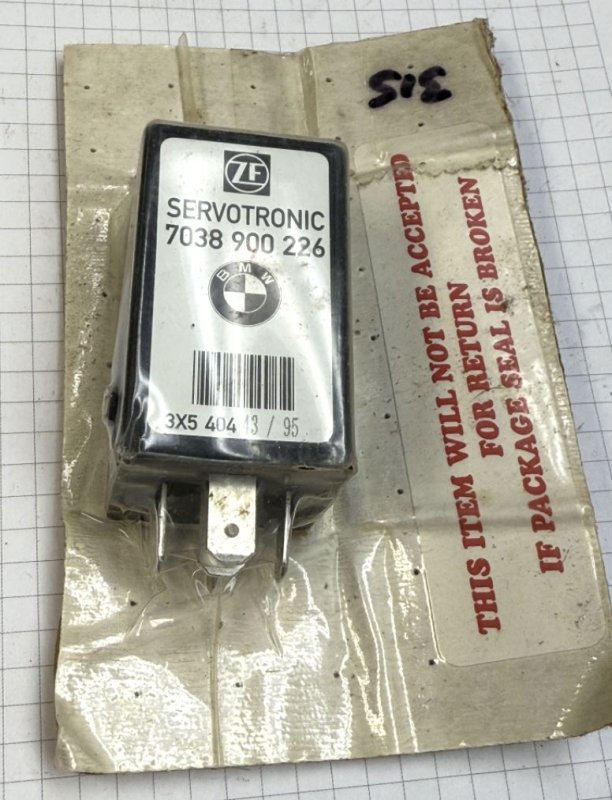 ZF
SERVOTRONIC
7038 900 226
BMW
3X5 404 13 / 95
THIS ITEM WILL NOT BE ACCEPTED
FOR RETURN
IF PACKAGE SEAL IS BROKEN